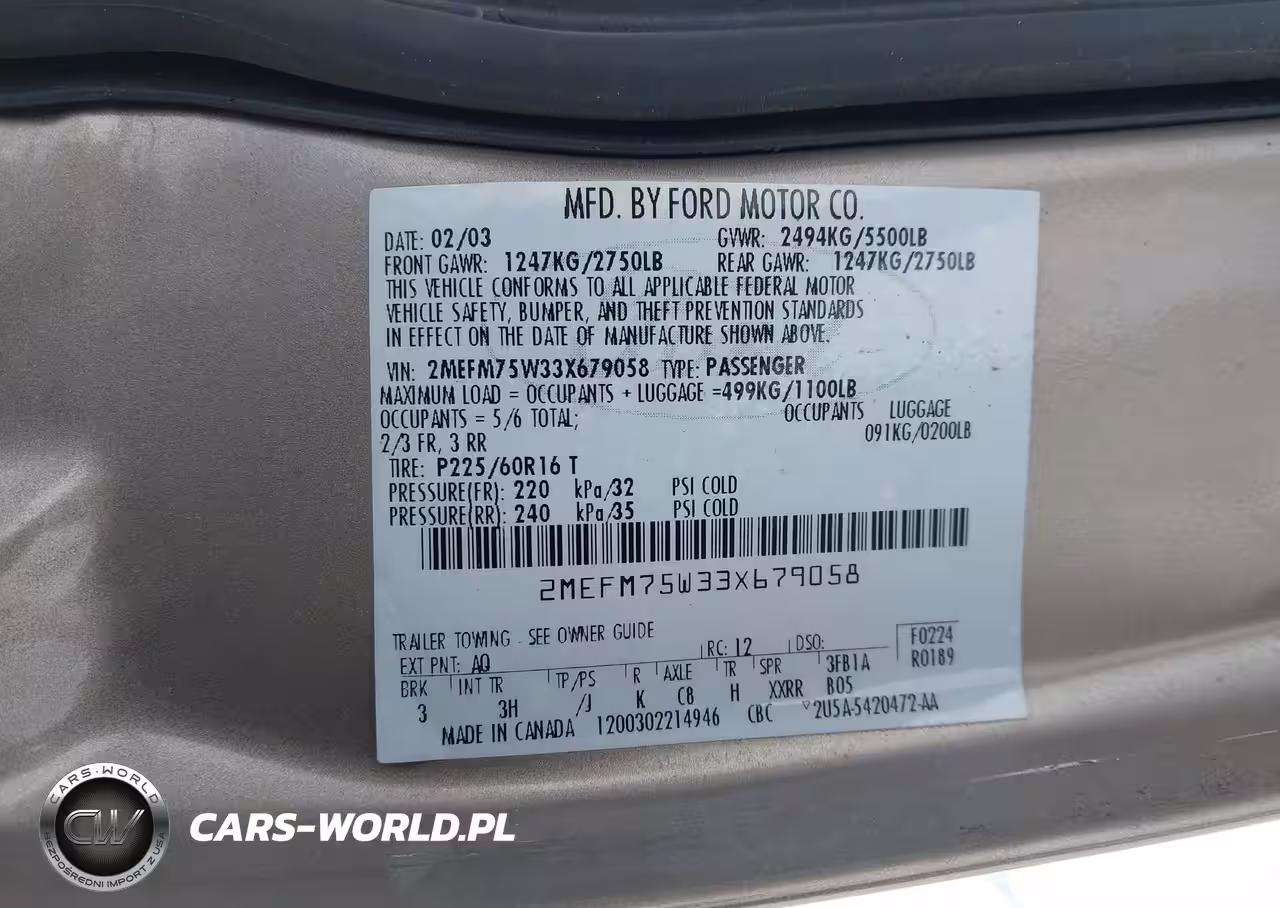 MFD. BY FORD MOTOR CO.
DATE: 02/03 GVWR: 2494KG/5500LB
FRONT GAWR: 1247KG/2750LB REAR GAWR: 1247KG/2750LB
THIS VEHICLE CONFORMS TO ALL APPLICABLE FEDERAL MOTOR
VEHICLE SAFETY, BUMPER, AND THEFT PREVENTION STANDARDS
IN EFFECT ON THE DATE OF MANUFACTURE SHOWN ABOVE.
VIN: 2MEFM75W33X679058 TYPE: PASSENGER
MAXIMUM LOAD = OCCUPANTS + LUGGAGE =499KG/1100LB
OCCUPANTS = 5/6 TOTAL; OCCUPANTS LUGGAGE
2/3 FR, 3 RR 091KG/0200LB
TIRE: P225/60R16 T
PRESSURE(FR): 220 kPa/32 PSI COLD
PRESSURE(RR): 240 kPa/35 PSI COLD
2MEFM75W33X679058
TRAILER TOWING - SEE OWNER GUIDE
EXT PNT: AQ RC: 12 DSO: F0224
BRK INT TR TP/PS R AXLE TR SPR 3FB1A R0189
3 3H /J K C8 H XXRR B05
MADE IN CANADA 1200302214946 CBC 2U5A-5420472-AA
CARS-WORLD
CW
BEZPOŚREDNI IMPORT Z USA
CARS-WORLD.PL